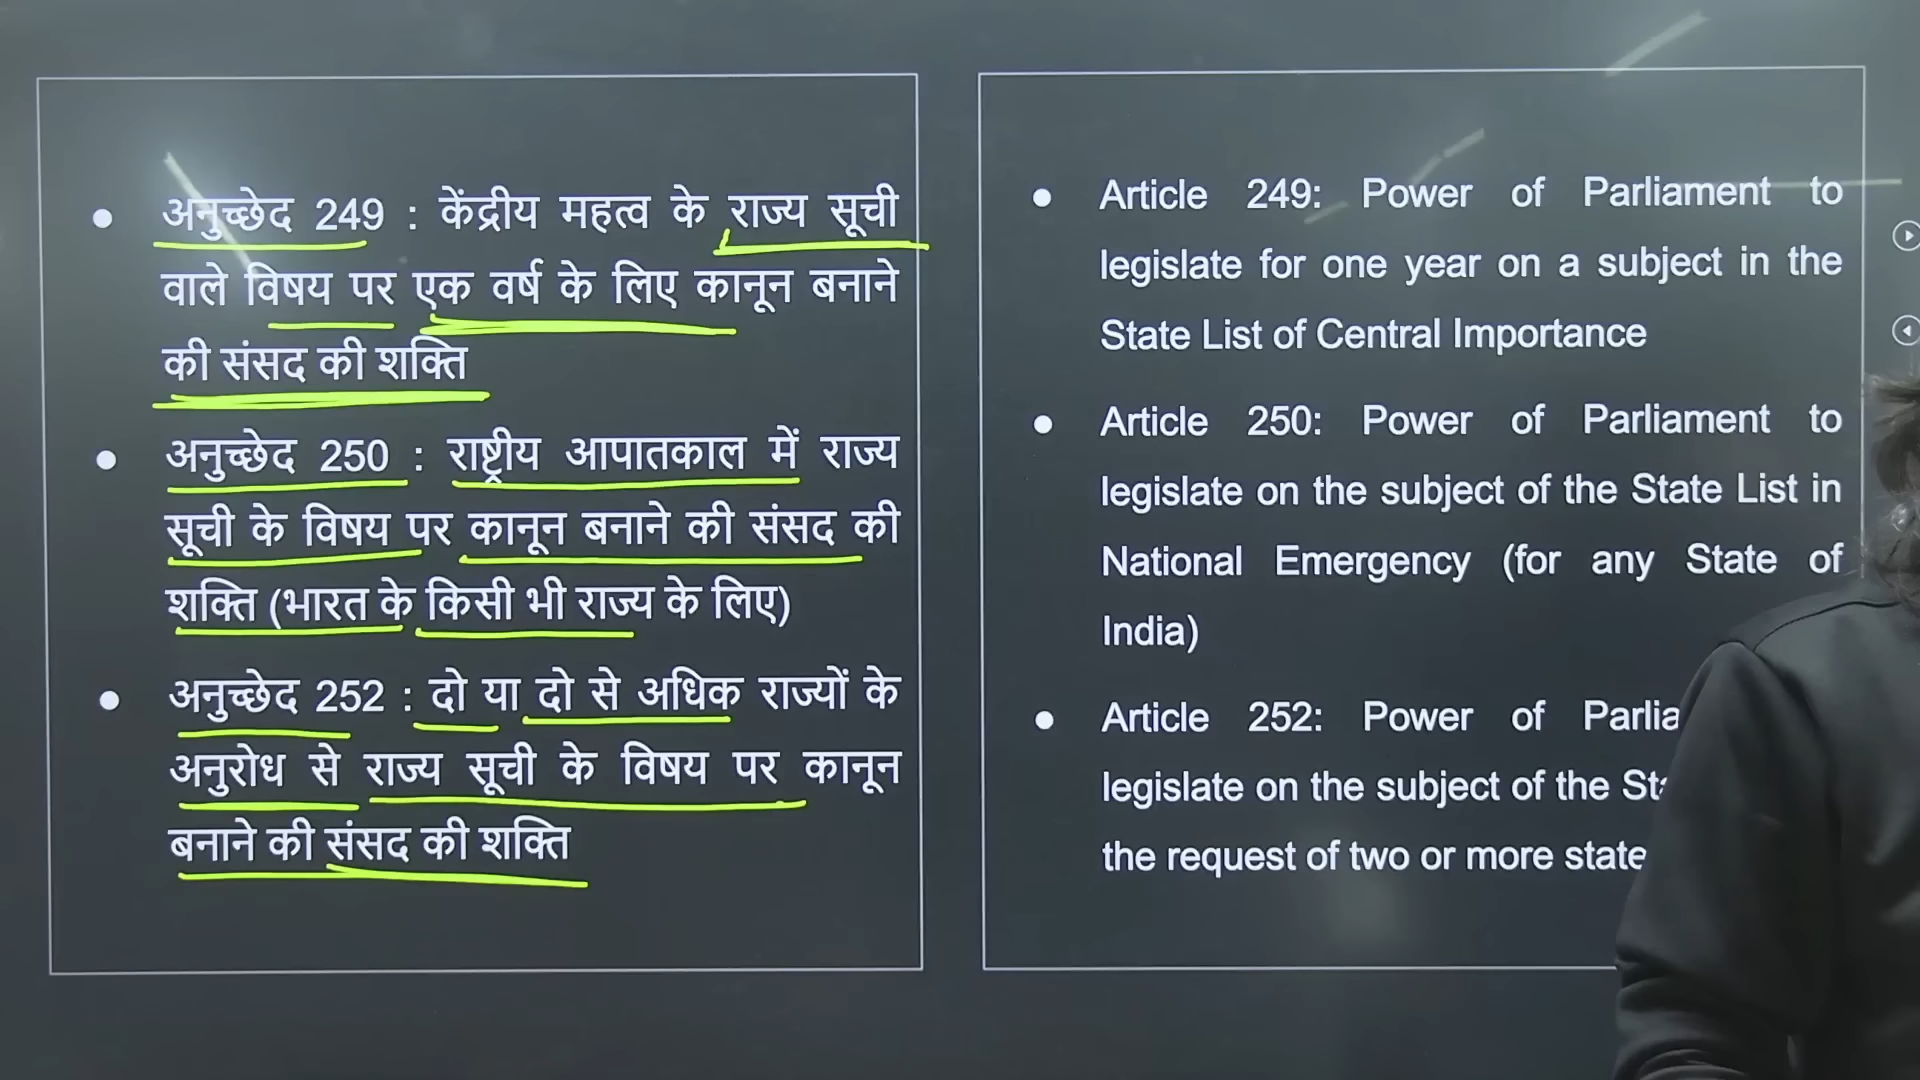 अनुच्छेद 249 : केंद्रीय महत्व के राज्य सूची
वाले विषय पर एक वर्ष के लिए कानून बनाने
की संसद की शक्ति
अनुच्छेद 250 : राष्ट्रीय आपातकाल में राज्य
सूची के विषय पर कानून बनाने की संसद की
शक्ति (भारत के किसी भी राज्य के लिए)
अनुच्छेद 252 : दो या दो से अधिक राज्यों के
अनुरोध से राज्य सूची के विषय पर कानून
बनाने की संसद की शक्ति
Article 249: Power of Parliament to
legislate for one year on a subject in the
State List of Central Importance
Article 250: Power of Parliament to
legislate on the subject of the State List in
National Emergency (for any State of
India)
Article 252: Power of
legislate on the subject of the
the request of two or more